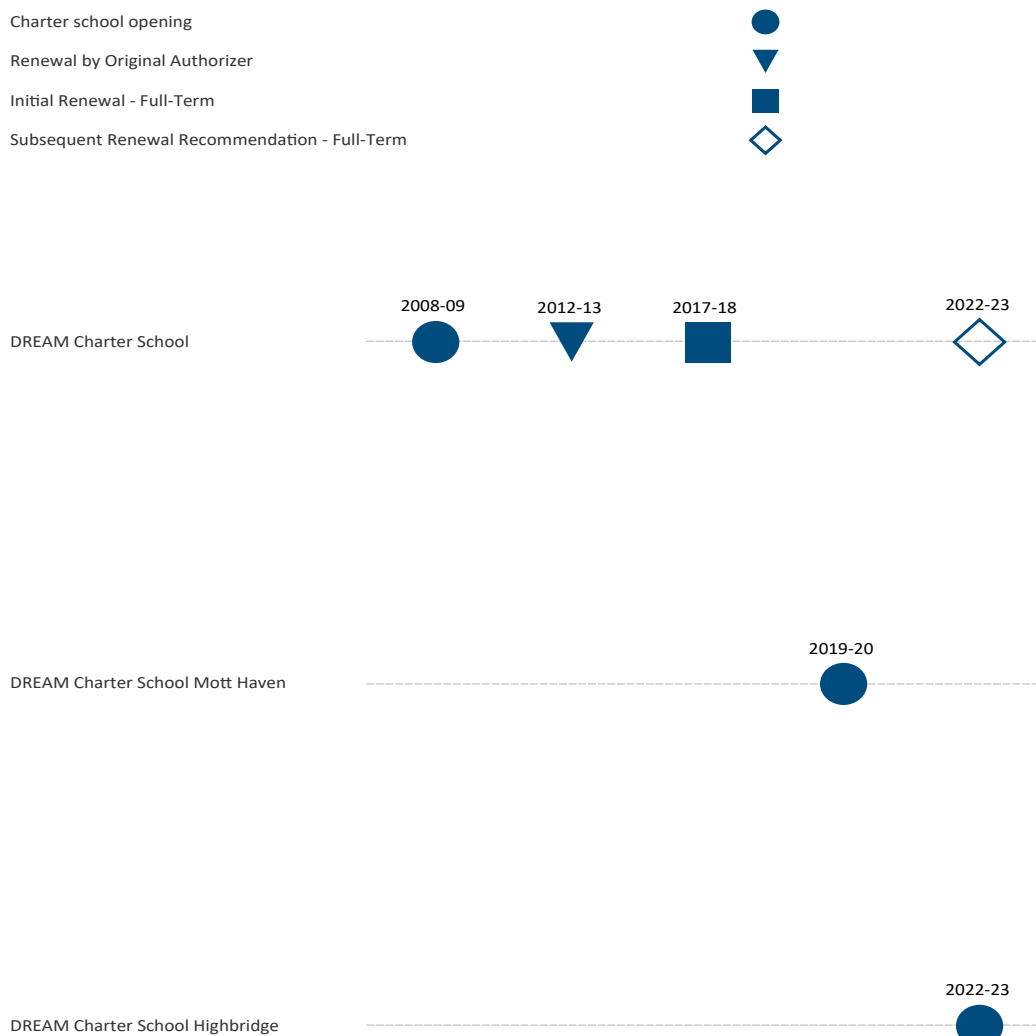 Charter school opening
Renewal by Original Authorizer
Initial Renewal - Full-Term
Subsequent Renewal Recommendation - Full-Term
2008-09 2012-13 2017-18 2022-23
DREAM Charter School
2019-20
DREAM Charter School Mott Haven
2022-23
DREAM Charter School Highbridge